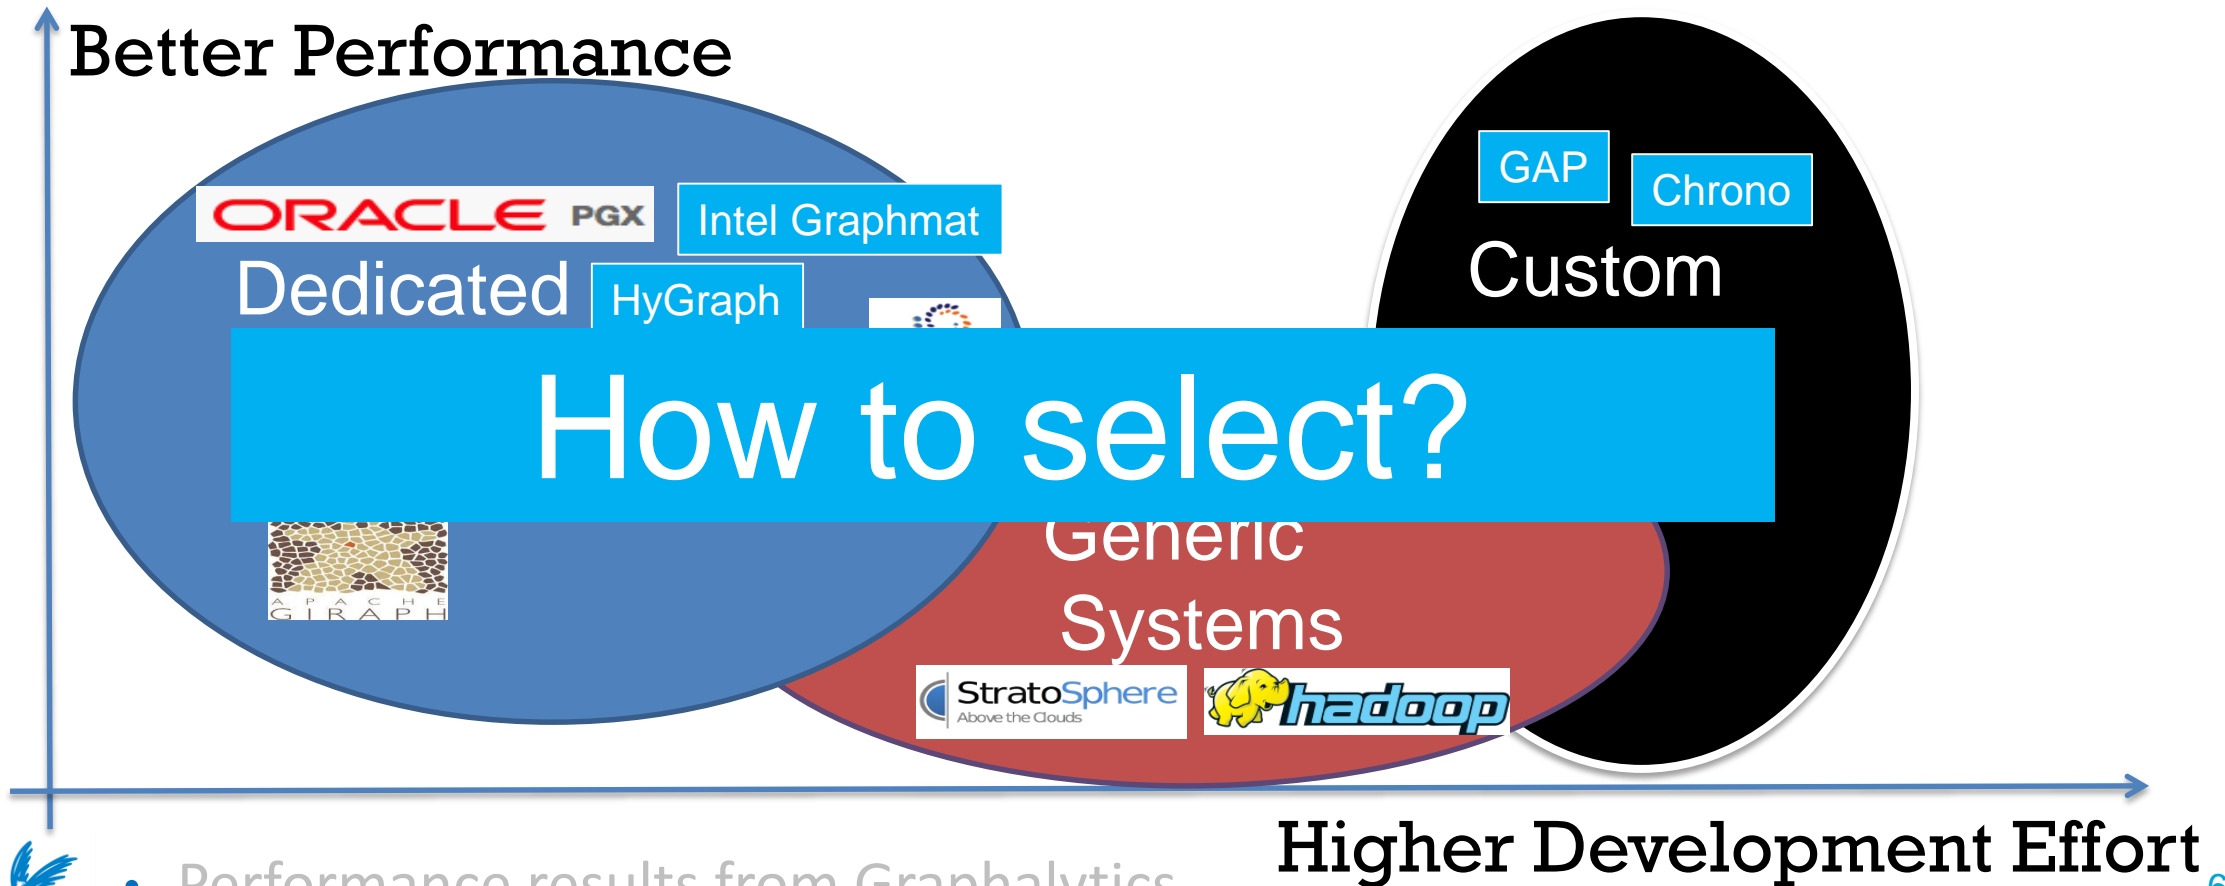 Better Performance
GAP
Chrono
ORACLE PGX
Intel Graphmat
Custom
Dedicated
HyGraph
How to select?
Generic
Systems
APACHE
GIRAPH
StratoSphere
Above the Clouds
hadoop
Higher Development Effort
• Performance results from Graphalytics